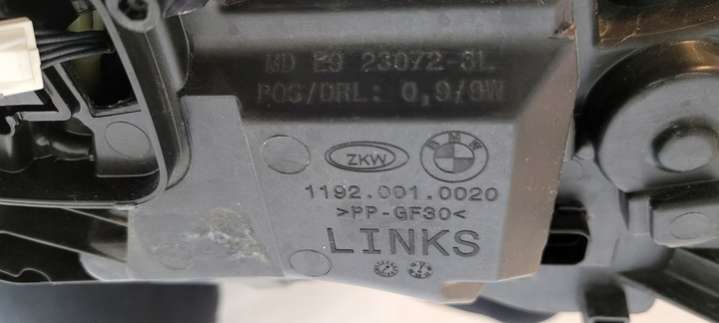 MD E9 23072-3L
POS/DRL: 0,9/9W
ZKW BMW
1192.001.0020
>PP-GF30<
LINKS